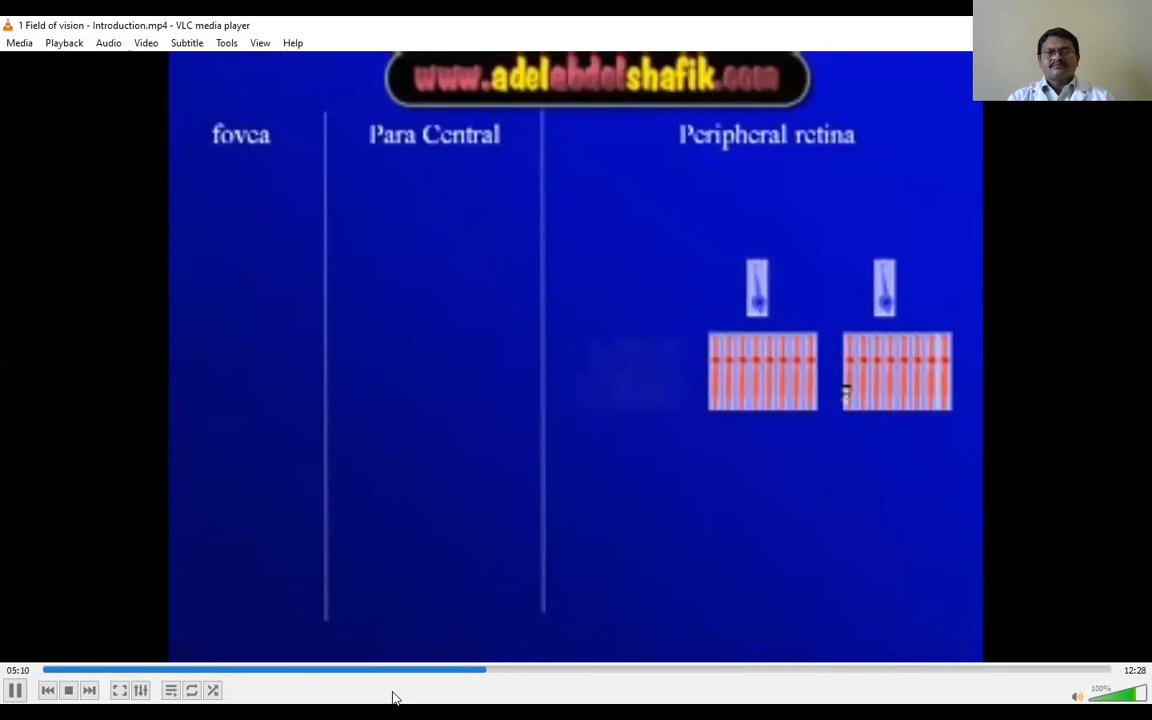 1 Field of vision - Introduction.mp4 - VLC media player
Media Playback Audio Video Subtitle Tools View Help
www.adelabdelshafik.com
fovea Para Central Peripheral retina
05:10 12:28
100%